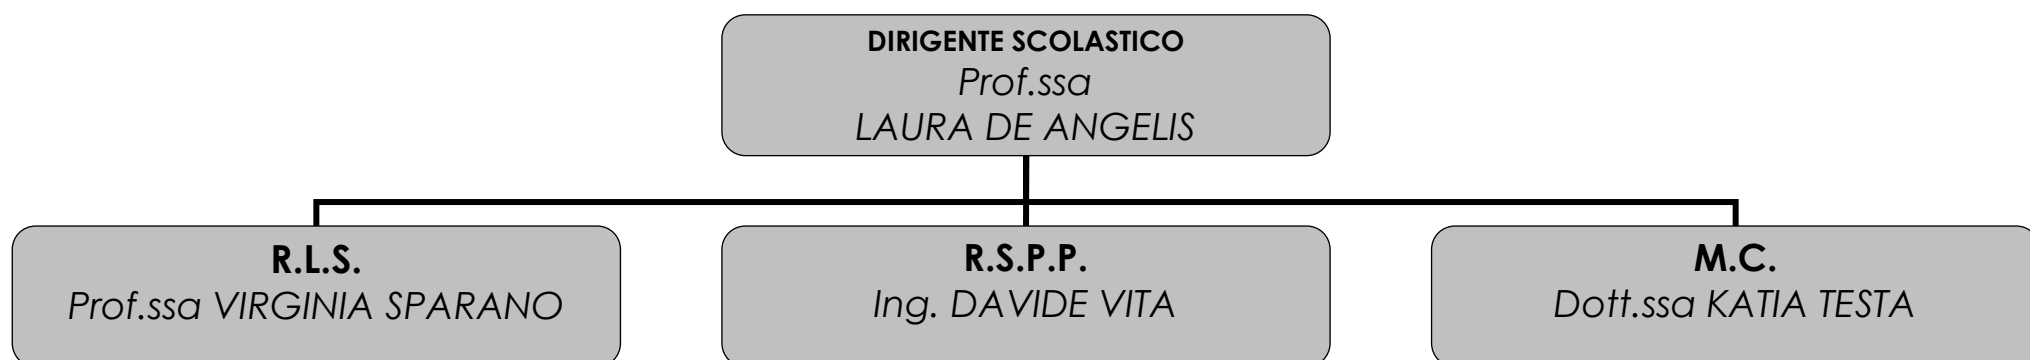 DIRIGENTE SCOLASTICO
Prof.ssa
LAURA DE ANGELIS
R.L.S.
Prof.ssa VIRGINIA SPARANO
R.S.P.P.
Ing. DAVIDE VITA
M.C.
Dott.ssa KATIA TESTA